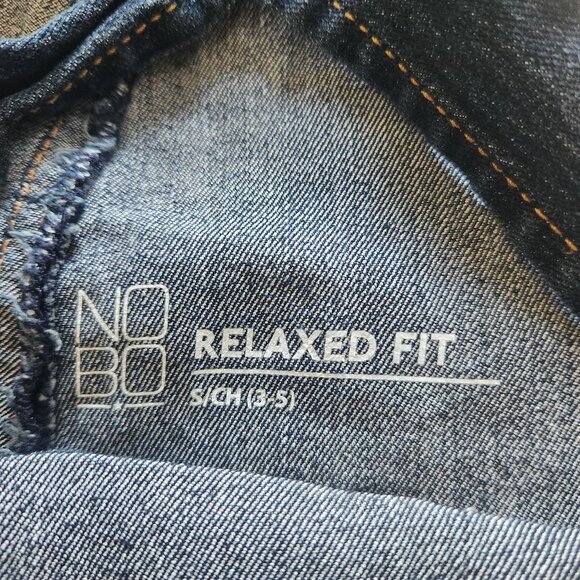 NO
BO
RELAXED FIT
S/CH (3-5)